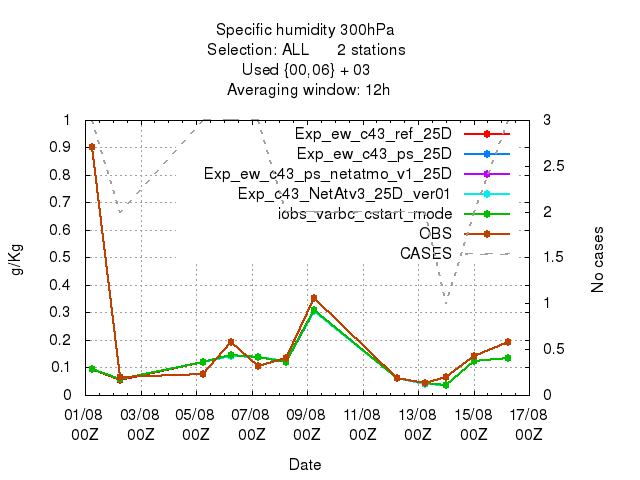 Specific humidity 300hPa
Selection: ALL 2 stations
Used {00,06} + 03
Averaging window: 12h
Exp_ew_c43_ref_25D
Exp_ew_c43_ps_25D
Exp_ew_c43_ps_netatmo_v1_25D
Exp_c43_NetAtv3_25D_ver01
iobs_varbc_cstart_mode
OBS
CASES
g/Kg
1
0.9
0.8
0.7
0.6
0.5
0.4
0.3
0.2
0.1
0
No cases
3
2.5
2
1.5
1
0.5
0
01/08 03/08 05/08 07/08 09/08 11/08 13/08 15/08 17/08
00Z 00Z 00Z 00Z 00Z 00Z 00Z 00Z 00Z
Date